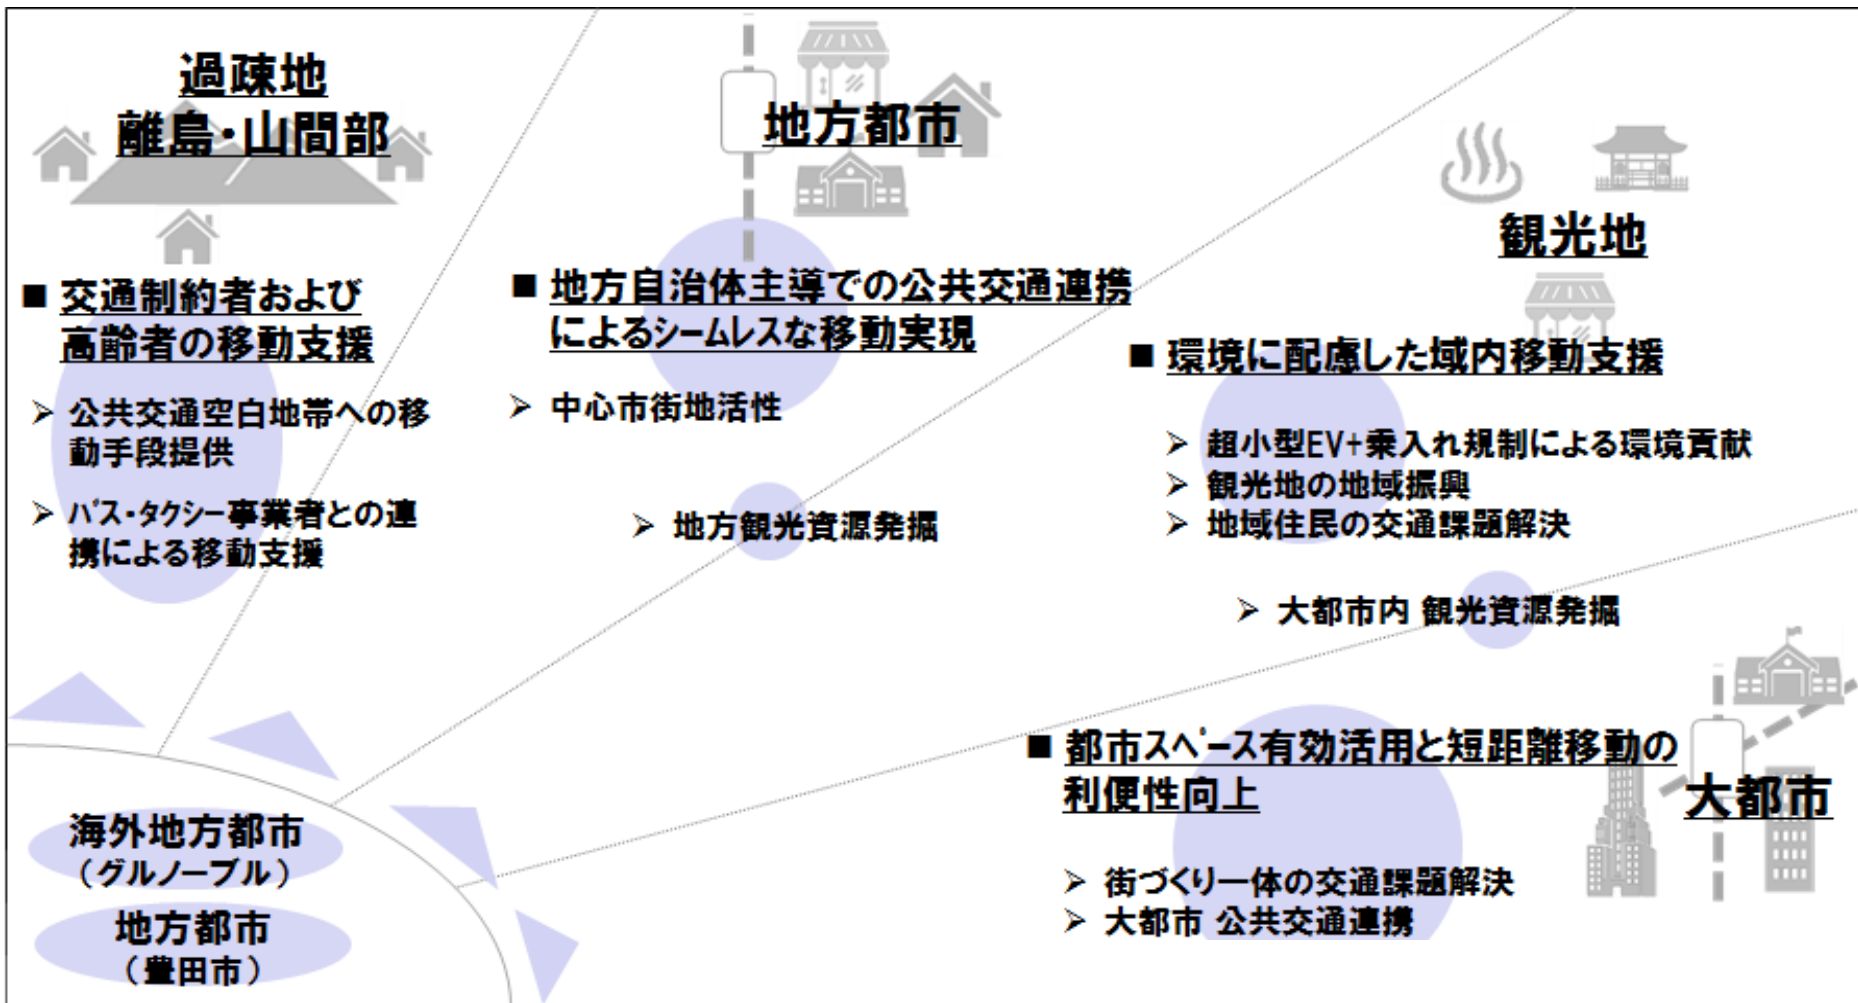 過疎地
離島・山間部
■ 交通制約者および
高齢者の移動支援
➢ 公共交通空白地帯への移
動手段提供
➢ バス・タクシー事業者との連
携による移動支援
地方都市
■ 地方自治体主導での公共交通連携
によるシームレスな移動実現
➢ 中心市街地活性
➢ 地方観光資源発掘
観光地
■ 環境に配慮した域内移動支援
➢ 超小型EV+乗入れ規制による環境貢献
➢ 観光地の地域振興
➢ 地域住民の交通課題解決
➢ 大都市内 観光資源発掘
大都市
■ 都市スペース有効活用と短距離移動の
利便性向上
➢ 街づくり一体の交通課題解決
➢ 大都市 公共交通連携
海外地方都市
(グルノーブル)
地方都市
(豊田市)